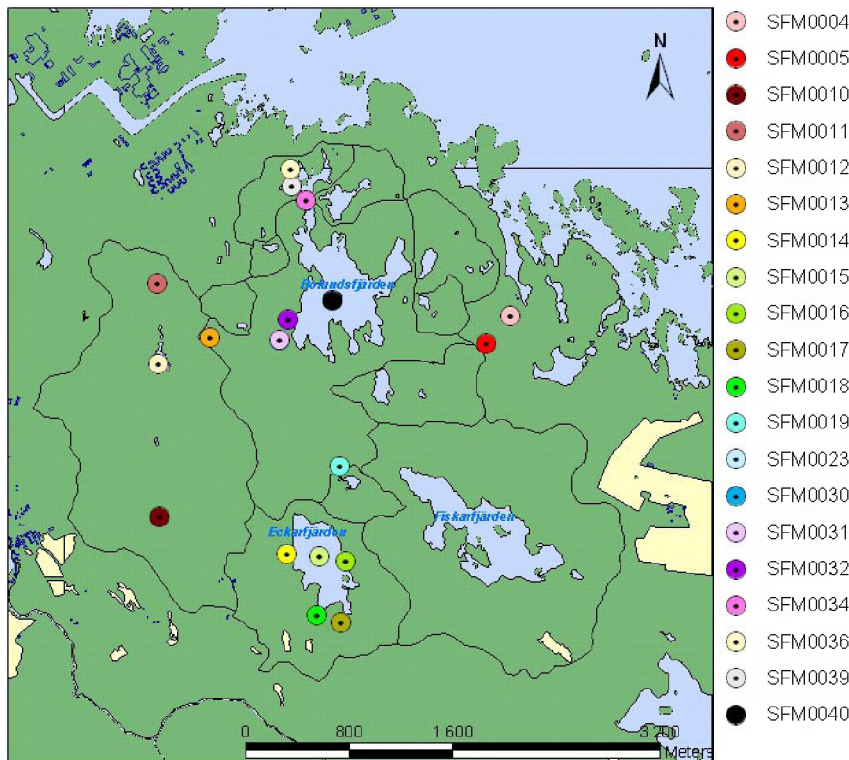 N
Bolundsfjärden
Eckarfjärden
Fiskarfjärden
0 800 1 600 3 200
Meters
SFM0004
SFM0005
SFM0010
SFM0011
SFM0012
SFM0013
SFM0014
SFM0015
SFM0016
SFM0017
SFM0018
SFM0019
SFM0023
SFM0030
SFM0031
SFM0032
SFM0034
SFM0036
SFM0039
SFM0040